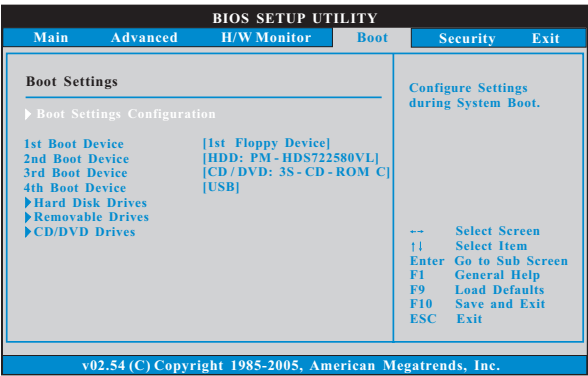 BIOS SETUP UTILITY
Main Advanced H/W Monitor Boot Security Exit
Boot Settings
Boot Settings Configuration
1st Boot Device [1st Floppy Device]
2nd Boot Device [HDD: PM - HDS722580VL]
3rd Boot Device [CD / DVD: 3S - CD - ROM C]
4th Boot Device [USB]
Hard Disk Drives
Removable Drives
CD/DVD Drives
Configure Settings
during System Boot.
←→ Select Screen
↑↓ Select Item
Enter Go to Sub Screen
F1 General Help
F9 Load Defaults
F10 Save and Exit
ESC Exit
v02.54 (C) Copyright 1985-2005, American Megatrends, Inc.